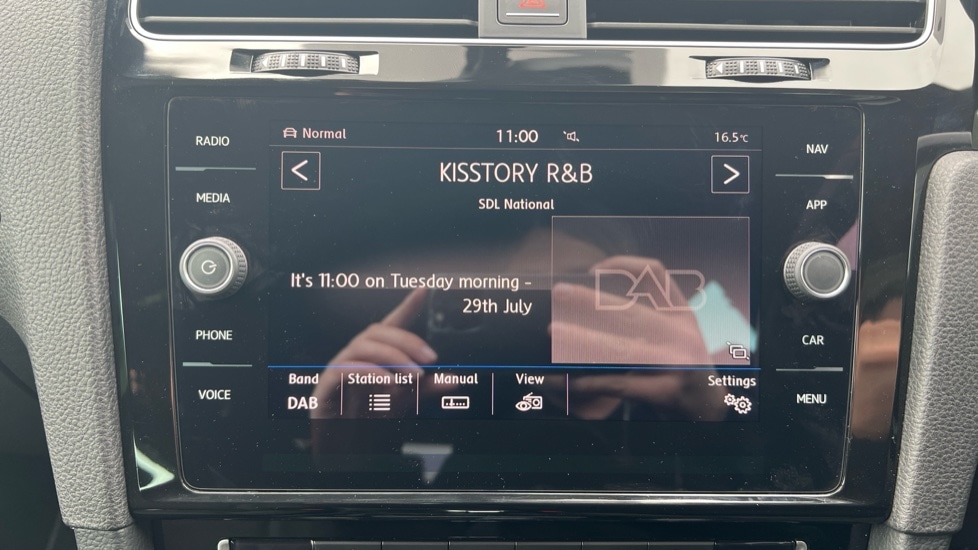 RADIO
MEDIA
PHONE
VOICE
Normal
11:00
16.5°C
<
KISSTORY R&B
>
SDL National
It's 11:00 on Tuesday morning -
29th July
DAB
Band
DAB
Station list
Manual
View
Settings
NAV
APP
CAR
MENU